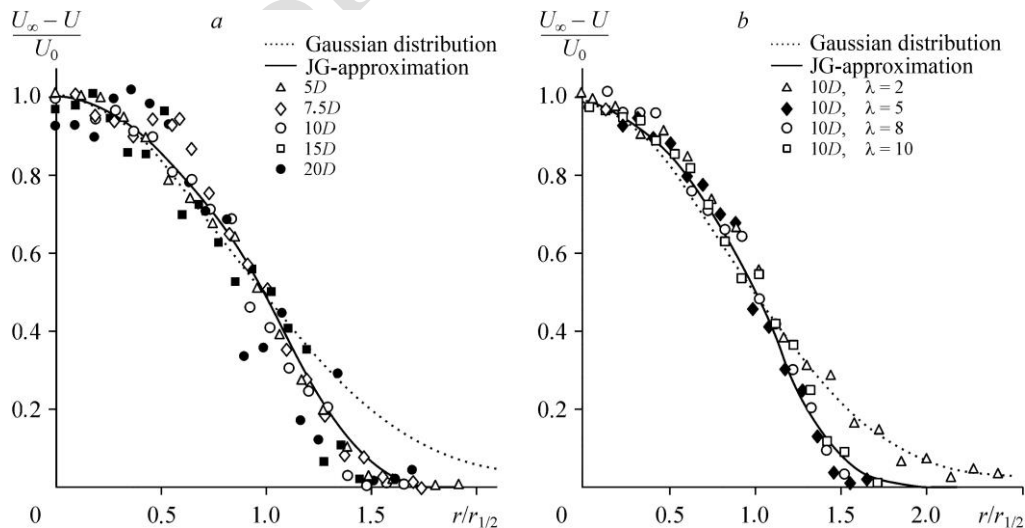 U∞ – U
U0
a
Gaussian distribution
JG-approximation
5D
7.5D
10D
15D
20D
1.0
0.8
0.6
0.4
0.2
0
0.5
1.0
1.5
r/r1/2
U∞ – U
U0
b
Gaussian distribution
JG-approximation
10D, λ = 2
10D, λ = 5
10D, λ = 8
10D, λ = 10
1.0
0.8
0.6
0.4
0.2
0
0.5
1.0
1.5
2.0
r/r1/2